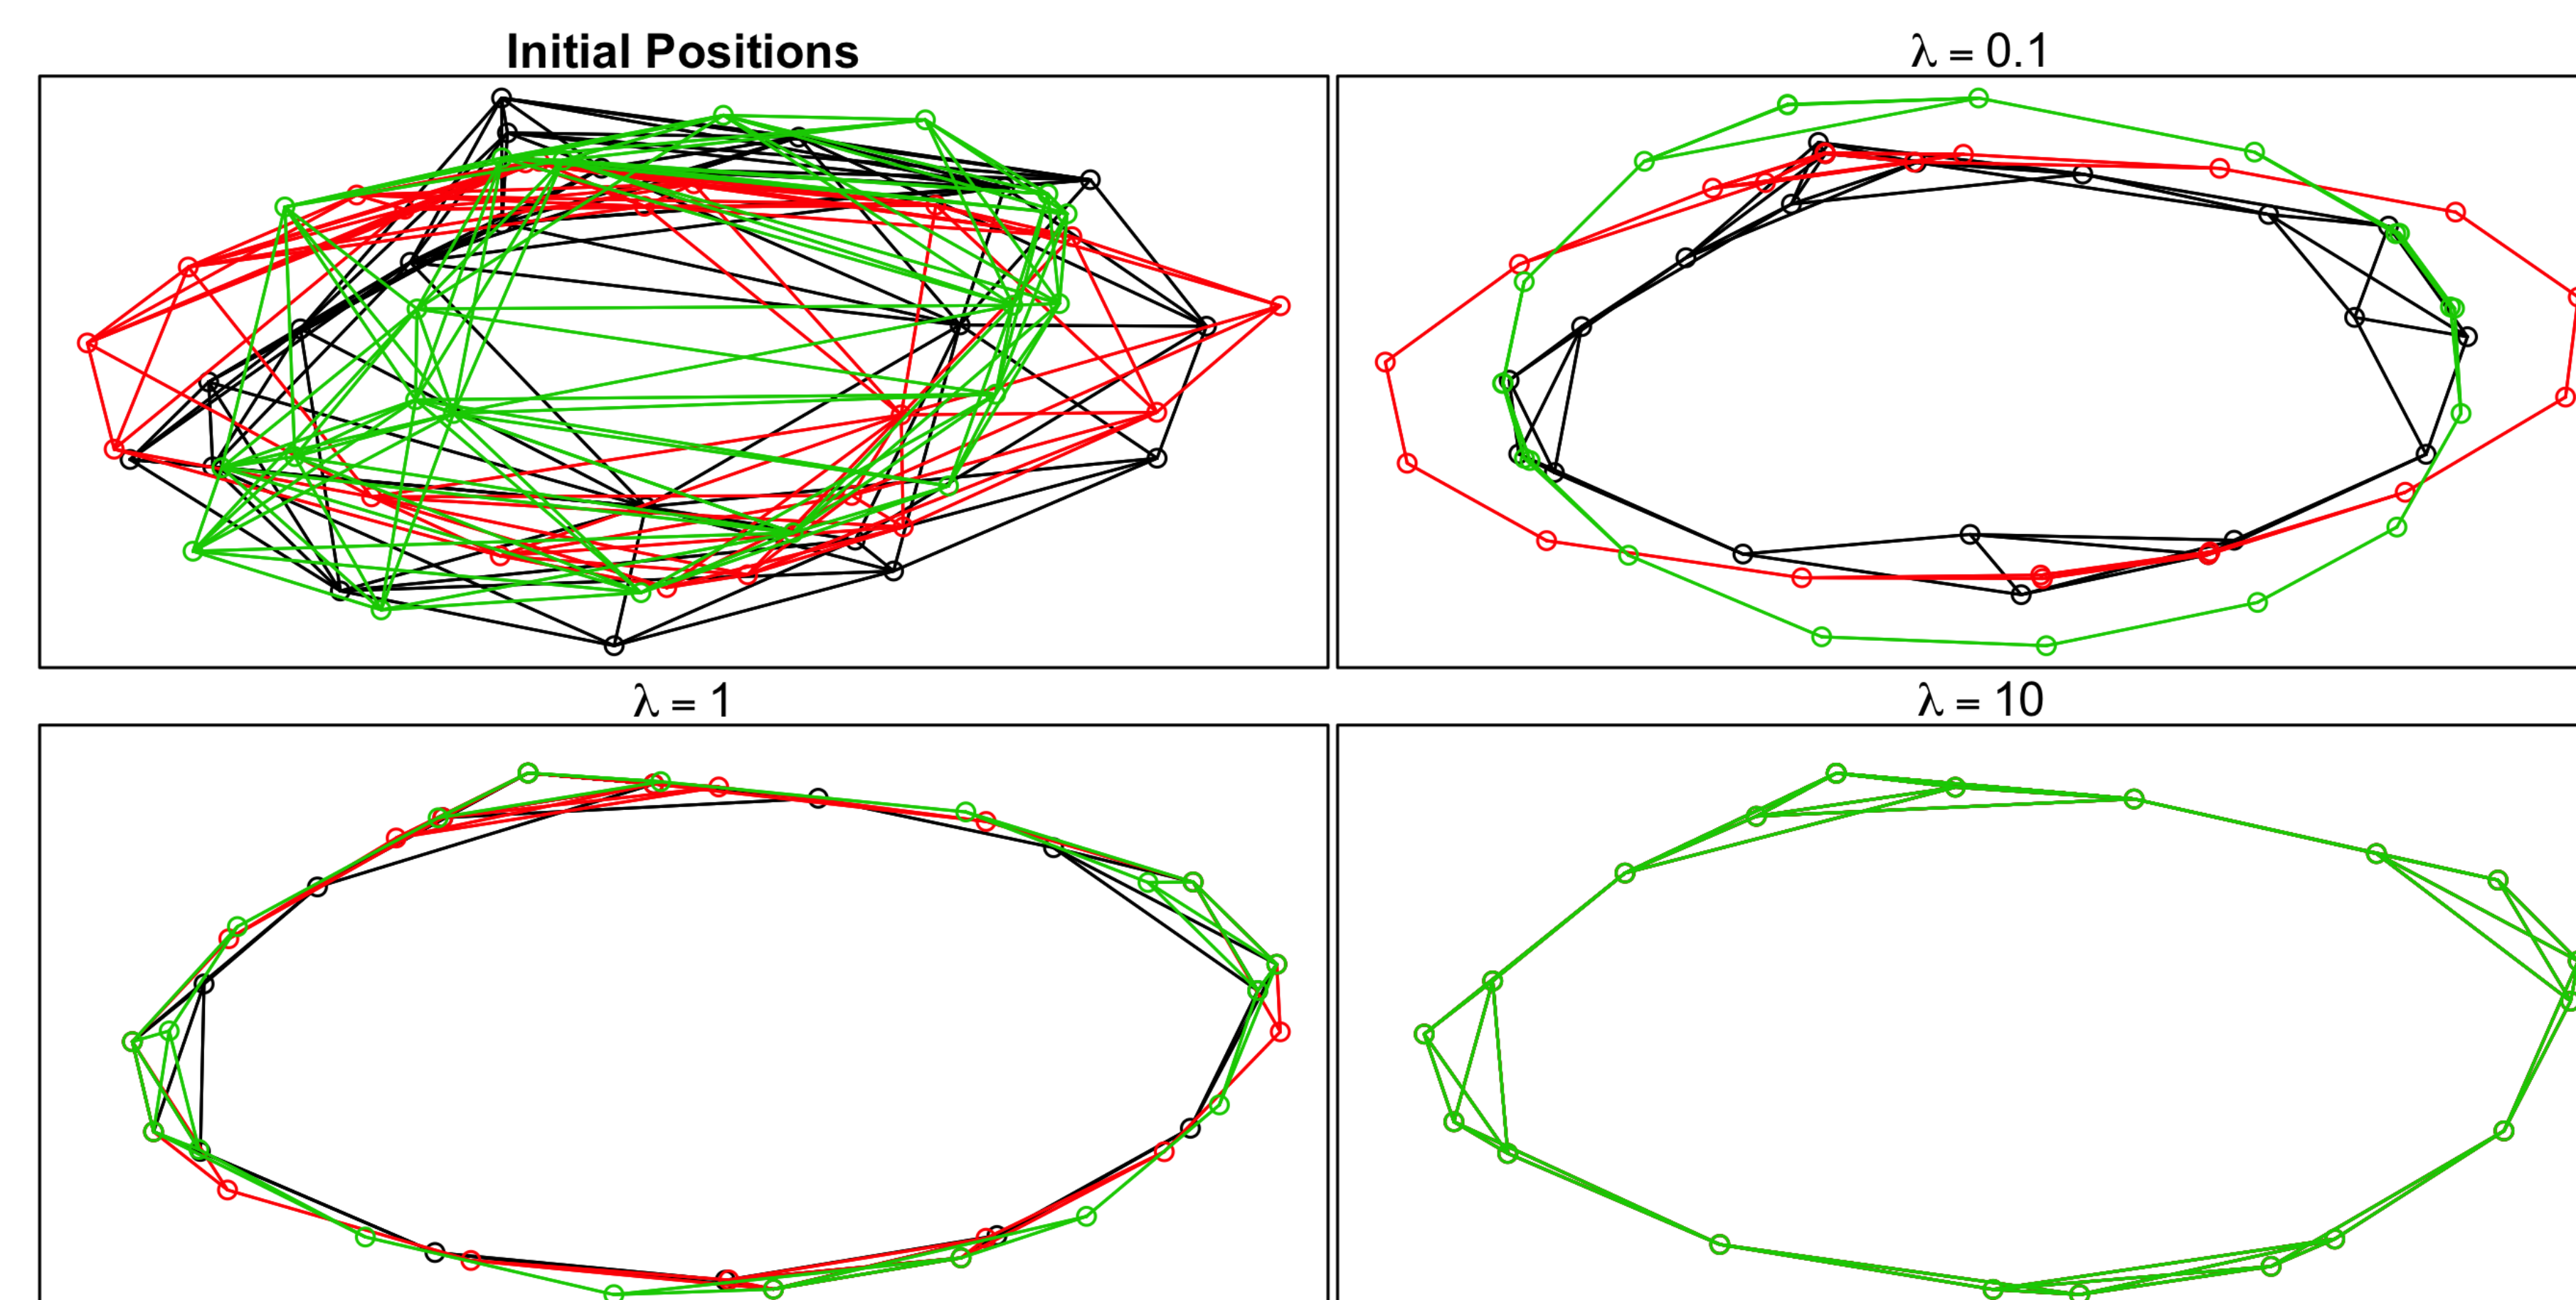 Initial Positions
λ = 0.1
λ = 1
λ = 10